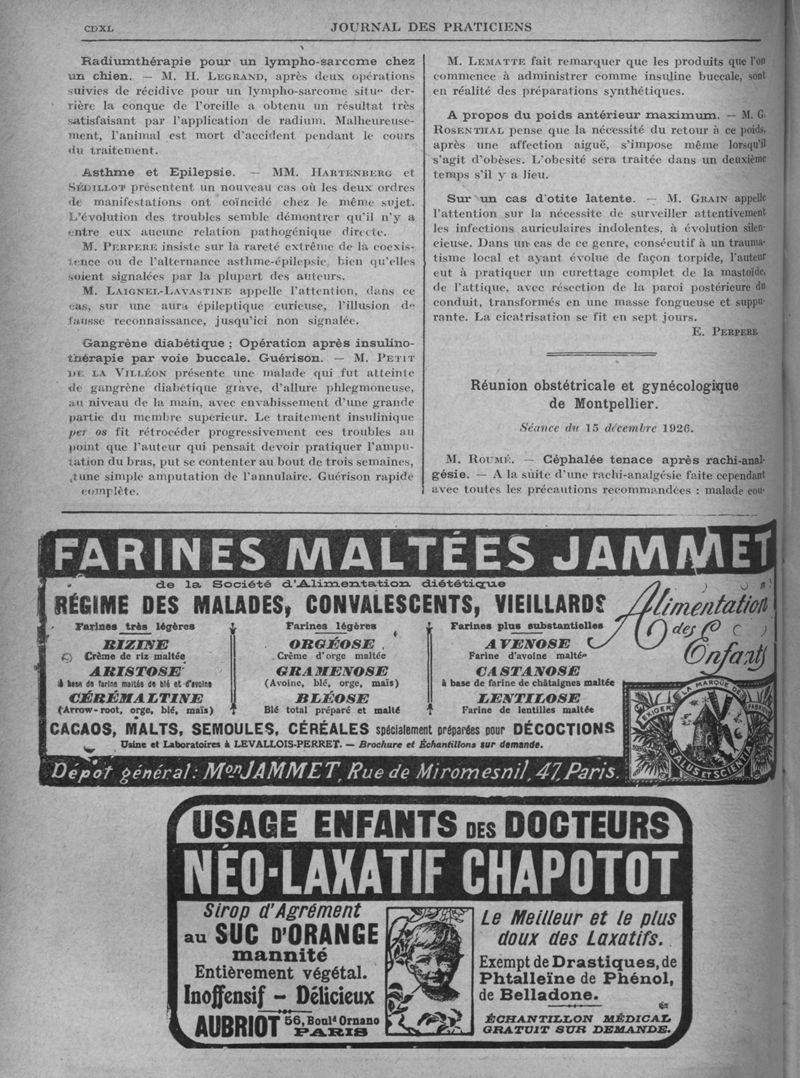 CDXL
JOURNAL DES PRATICIENS
Radiumthérapie pour un lympho-sarcome chez
un chien. — M. H. LEGRAND, après deux opérations
suivies de récidive pour un lympho-sarcome situé der-
rière la conque de l'oreille a obtenu un résultat très
satisfaisant par l'application de radium. Malheureuse-
ment, l'animal est mort d'accident pendant le cours
du traitement.
Asthme et Epilepsie. — MM. HARTENBERG et
SÉDILLOT présentent un nouveau cas où les deux ordres
de manifestations ont coïncidé chez le même sujet.
L'évolution des troubles semble démontrer qu'il n'y a
entre eux aucune relation pathogénique directe.
M. PERPERE insiste sur la rareté extrême de la coexis-
tence ou de l'alternance asthme-épilepsie, bien qu'elles
soient signalées par la plupart des auteurs.
M. LAIGNEL-LAVASTINE appelle l'attention, dans ce
cas, sur une aura épileptique curieuse, l'illusion de
fausse reconnaissance, jusqu'ici non signalée.
Gangrène diabétique ; Opération après insulino-
thérapie par voie buccale. Guérison. — M. PETIT
DE LA VILLÉON présente une malade qui fut atteinte
de gangrène diabétique grave, d'allure phlegmoneuse,
au niveau de la main, avec envahissement d'une grande
partie du membre supérieur. Le traitement insulinique
per os fit rétrocéder progressivement ces troubles au
point que l'auteur qui pensait devoir pratiquer l'ampu-
tation du bras, put se contenter au bout de trois semaines,
d'une simple amputation de l'annulaire. Guérison rapide
complète.
M. LEMATTE fait remarquer que les produits que l'on
commence à administrer comme insuline buccale, sont
en réalité des préparations synthétiques.
A propos du poids antérieur maximum. — M. G.
ROSENTHAL pense que la nécessité du retour à ce poids,
après une affection aiguë, s'impose même lorsqu'il
s'agit d'obèses. L'obesité sera traitée dans un deuxième
temps s'il y a lieu.
Sur un cas d'otite latente. — M. GRAIN appelle
l'attention sur la nécessite de surveiller attentivement
les infections auriculaires indolentes, à évolution silen-
cieuse. Dans un cas de ce genre, consécutif à un trauma-
tisme local et ayant évolue de façon torpide, l'auteur
eut à pratiquer un curettage complet de la mastoïde,
de l'attique, avec résection de la paroi postérieure du
conduit, transformés en une masse fongueuse et suppu-
rante. La cicatrisation se fit en sept jours.
E. PERPERE
Réunion obstétricale et gynécologique
de Montpellier.
Séance du 15 décembre 1926.
M. ROUMÉ. — Céphalée tenace après rachi-anal-
gésie. — A la suite d'une rachi-analgésie faite cependant
avec toutes les précautions recommandées : malade cou-
FARINES MALTÉES JAMMET
de la Société d'Alimentation diététique
RÉGIME DES MALADES, CONVALESCENTS, VIEILLARDS
Alimentation
des
Enfants
Farines très légères
RIZINE
Crème de riz maltée
ARISTOSE
à base de farine maltée de blé et d'avoine
CÉRÉMALTINE
(Arrow-root, orge, blé, maïs)
Farines légères
ORGÉOSE
Crème d'orge maltée
GRAMENOSE
(Avoine, blé, orge, maïs)
BLÉOSE
Blé total préparé et malté
Farines plus substantielles
AVENOSE
Farine d'avoine maltée
CASTANOSE
à base de farine de châtaignes maltée
LENTILOSE
Farine de lentilles maltée
CACAOS, MALTS, SEMOULES, CÉRÉALES spécialement préparées pour DÉCOCTIONS
Usine et Laboratoires à LEVALLOIS-PERRET. — Brochure et Échantillons sur demande.
EXIGER LA MARQUE DE FABRIQUE
SALUS ET SCIENTIA
Dépôt général : Mon JAMMET, Rue de Miromesnil, 47, Paris.
USAGE ENFANTS DES DOCTEURS
NÉO-LAXATIF CHAPOTOT
Sirop d'Agrément
au SUC D'ORANGE
mannité
Entièrement végétal.
Inoffensif - Délicieux
AUBRIOT 56, Boul.d Ornano
PARIS
Le Meilleur et le plus
doux des Laxatifs.
Exempt de Drastiques, de
Phtalleïne de Phénol,
de Belladone.
ÉCHANTILLON MÉDICAL
GRATUIT SUR DEMANDE.